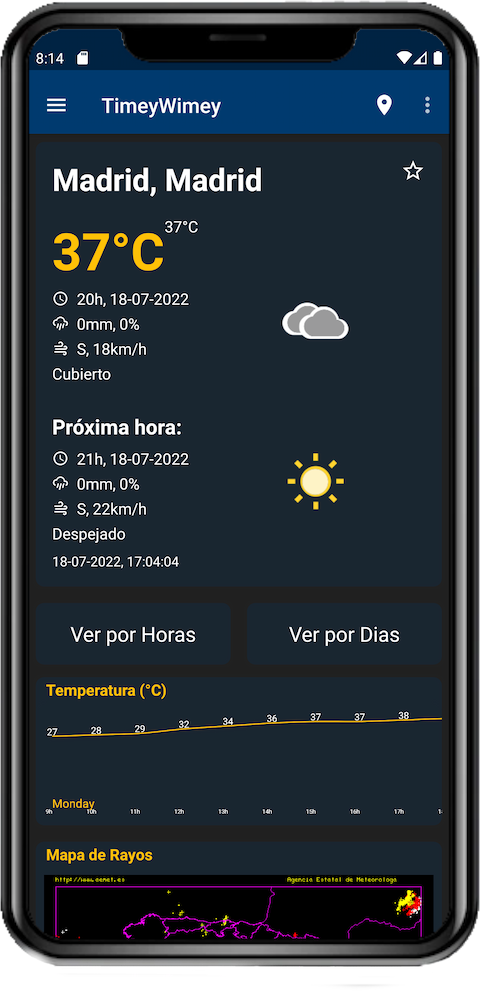 8:14
TimeyWimey
Madrid, Madrid
37°C
37°C
20h, 18-07-2022
0mm, 0%
S, 18km/h
Cubierto
Próxima hora:
21h, 18-07-2022
0mm, 0%
S, 22km/h
Despejado
18-07-2022, 17:04:04
Ver por Horas
Ver por Dias
Temperatura (°C)
27 28 29 32 34 36 37 37 38
Monday
9h 10h 11h 12h 13h 14h 15h 16h 17h
Mapa de Rayos
http://www.aemet.es
Agencia Estatal de Meteorologa